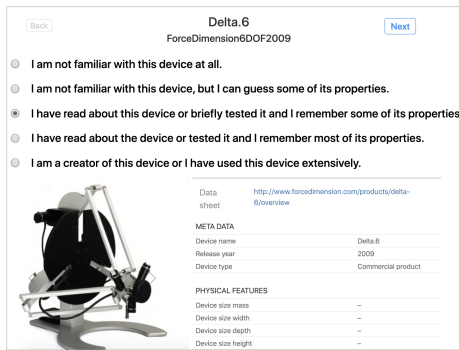 Back
Delta.6
Next
ForceDimension6DOF2009
I am not familiar with this device at all.
I am not familiar with this device, but I can guess some of its properties.
I have read about this device or briefly tested it and I remember some of its properties
I have read about the device or tested it and I remember most of its properties.
I am a creator of this device or I have used this device extensively.
Data sheet
http://www.forcedimension.com/products/delta-
6/overview
META DATA
Device name Delta.6
Release year 2009
Device type Commercial product
PHYSICAL FEATURES
Device size mass –
Device size width –
Device size depth –
Device size height –